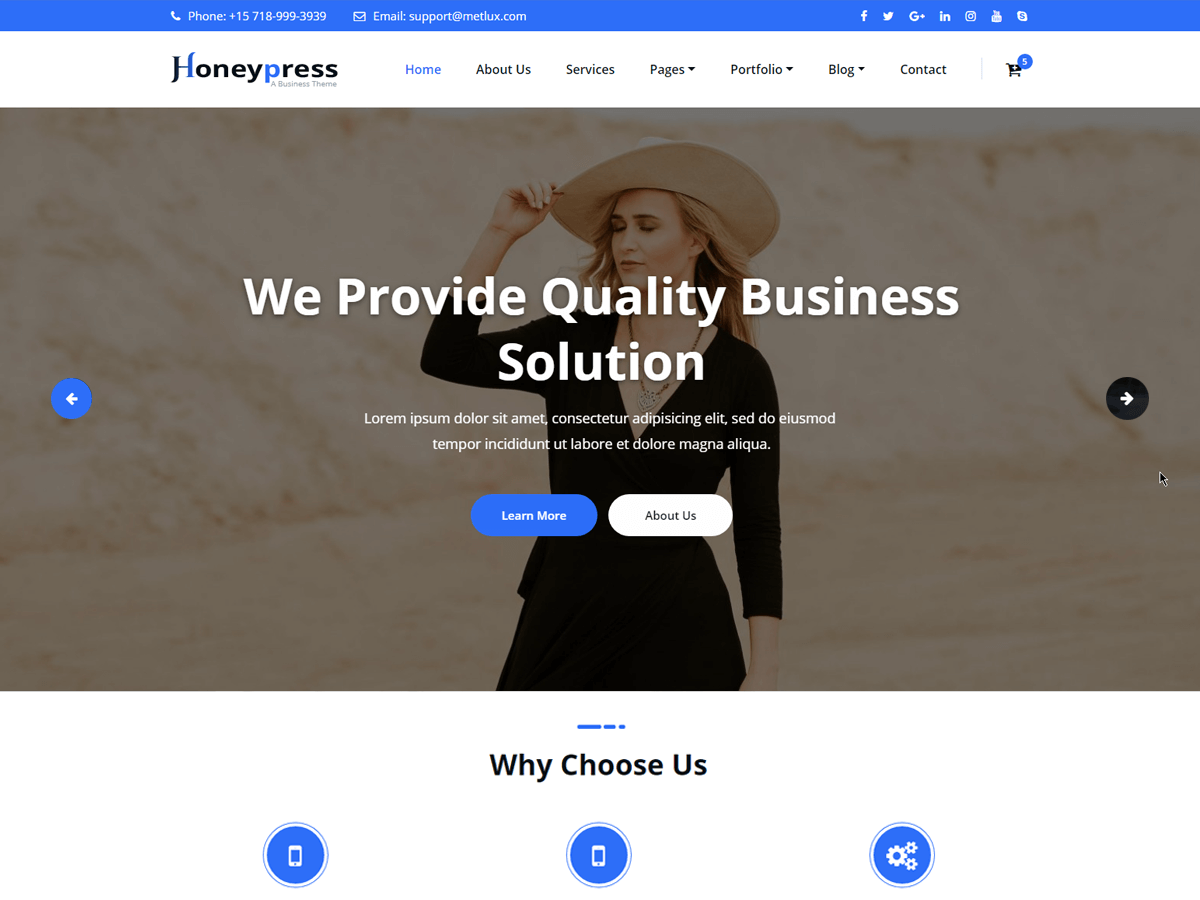 Phone: +15 718-999-3939 Email: support@metlux.com
Honeypress
A Business Theme
Home About Us Services Pages Portfolio Blog Contact 5
We Provide Quality Business
Solution
Lorem ipsum dolor sit amet, consectetur adipisicing elit, sed do eiusmod
tempor incididunt ut labore et dolore magna aliqua.
Learn More About Us
Why Choose Us